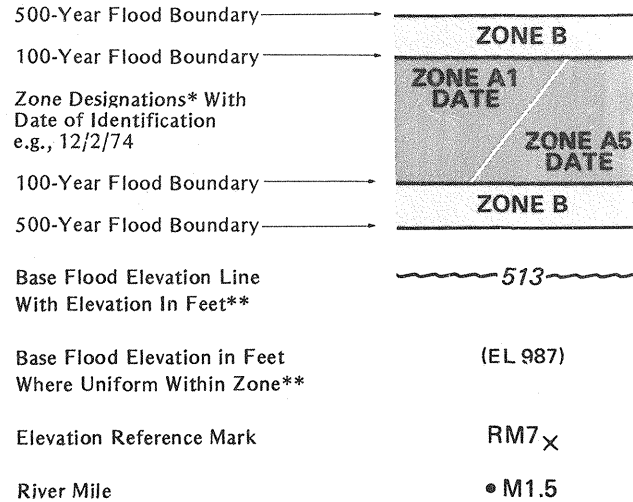 500-Year Flood Boundary
ZONE B
100-Year Flood Boundary
ZONE A1
DATE
Zone Designations* With
Date of Identification
e.g., 12/2/74
ZONE A5
DATE
100-Year Flood Boundary
ZONE B
500-Year Flood Boundary
Base Flood Elevation Line
With Elevation In Feet**
513
Base Flood Elevation in Feet
Where Uniform Within Zone**
(EL 987)
Elevation Reference Mark
RM7×
River Mile
•M1.5